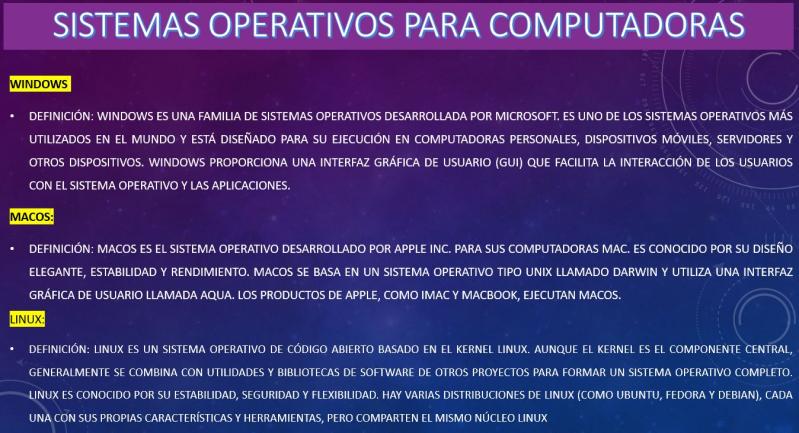 SISTEMAS OPERATIVOS PARA COMPUTADORAS
WINDOWS
• DEFINICIÓN: WINDOWS ES UNA FAMILIA DE SISTEMAS OPERATIVOS DESARROLLADA POR MICROSOFT. ES UNO DE LOS SISTEMAS OPERATIVOS MÁS
UTILIZADOS EN EL MUNDO Y ESTÁ DISEÑADO PARA SU EJECUCIÓN EN COMPUTADORAS PERSONALES, DISPOSITIVOS MÓVILES, SERVIDORES Y
OTROS DISPOSITIVOS. WINDOWS PROPORCIONA UNA INTERFAZ GRÁFICA DE USUARIO (GUI) QUE FACILITA LA INTERACCIÓN DE LOS USUARIOS
CON EL SISTEMA OPERATIVO Y LAS APLICACIONES.
MACOS:
• DEFINICIÓN: MACOS ES EL SISTEMA OPERATIVO DESARROLLADO POR APPLE INC. PARA SUS COMPUTADORAS MAC. ES CONOCIDO POR SU DISEÑO
ELEGANTE, ESTABILIDAD Y RENDIMIENTO. MACOS SE BASA EN UN SISTEMA OPERATIVO TIPO UNIX LLAMADO DARWIN Y UTILIZA UNA INTERFAZ
GRÁFICA DE USUARIO LLAMADA AQUA. LOS PRODUCTOS DE APPLE, COMO IMAC Y MACBOOK, EJECUTAN MACOS.
LINUX:
• DEFINICIÓN: LINUX ES UN SISTEMA OPERATIVO DE CÓDIGO ABIERTO BASADO EN EL KERNEL LINUX. AUNQUE EL KERNEL ES EL COMPONENTE CENTRAL,
GENERALMENTE SE COMBINA CON UTILIDADES Y BIBLIOTECAS DE SOFTWARE DE OTROS PROYECTOS PARA FORMAR UN SISTEMA OPERATIVO COMPLETO.
LINUX ES CONOCIDO POR SU ESTABILIDAD, SEGURIDAD Y FLEXIBILIDAD. HAY VARIAS DISTRIBUCIONES DE LINUX (COMO UBUNTU, FEDORA Y DEBIAN), CADA
UNA CON SUS PROPIAS CARACTERÍSTICAS Y HERRAMIENTAS, PERO COMPARTEN EL MISMO NÚCLEO LINUX